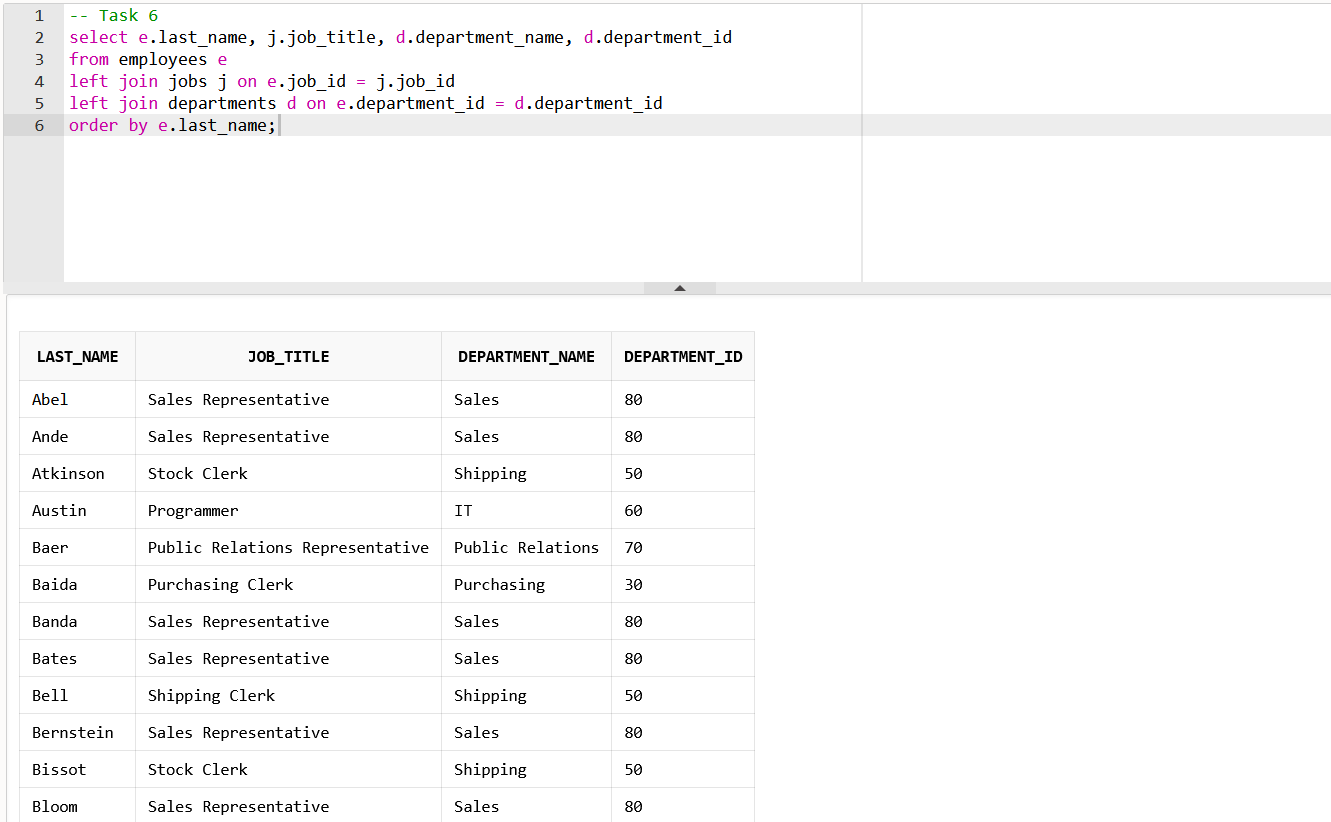 1 -- Task 6
2 select e.last_name, j.job_title, d.department_name, d.department_id
3 from employees e
4 left join jobs j on e.job_id = j.job_id
5 left join departments d on e.department_id = d.department_id
6 order by e.last_name;
LAST_NAME JOB_TITLE DEPARTMENT_NAME DEPARTMENT_ID
Abel Sales Representative Sales 80
Ande Sales Representative Sales 80
Atkinson Stock Clerk Shipping 50
Austin Programmer IT 60
Baer Public Relations Representative Public Relations 70
Baida Purchasing Clerk Purchasing 30
Banda Sales Representative Sales 80
Bates Sales Representative Sales 80
Bell Shipping Clerk Shipping 50
Bernstein Sales Representative Sales 80
Bissot Stock Clerk Shipping 50
Bloom Sales Representative Sales 80